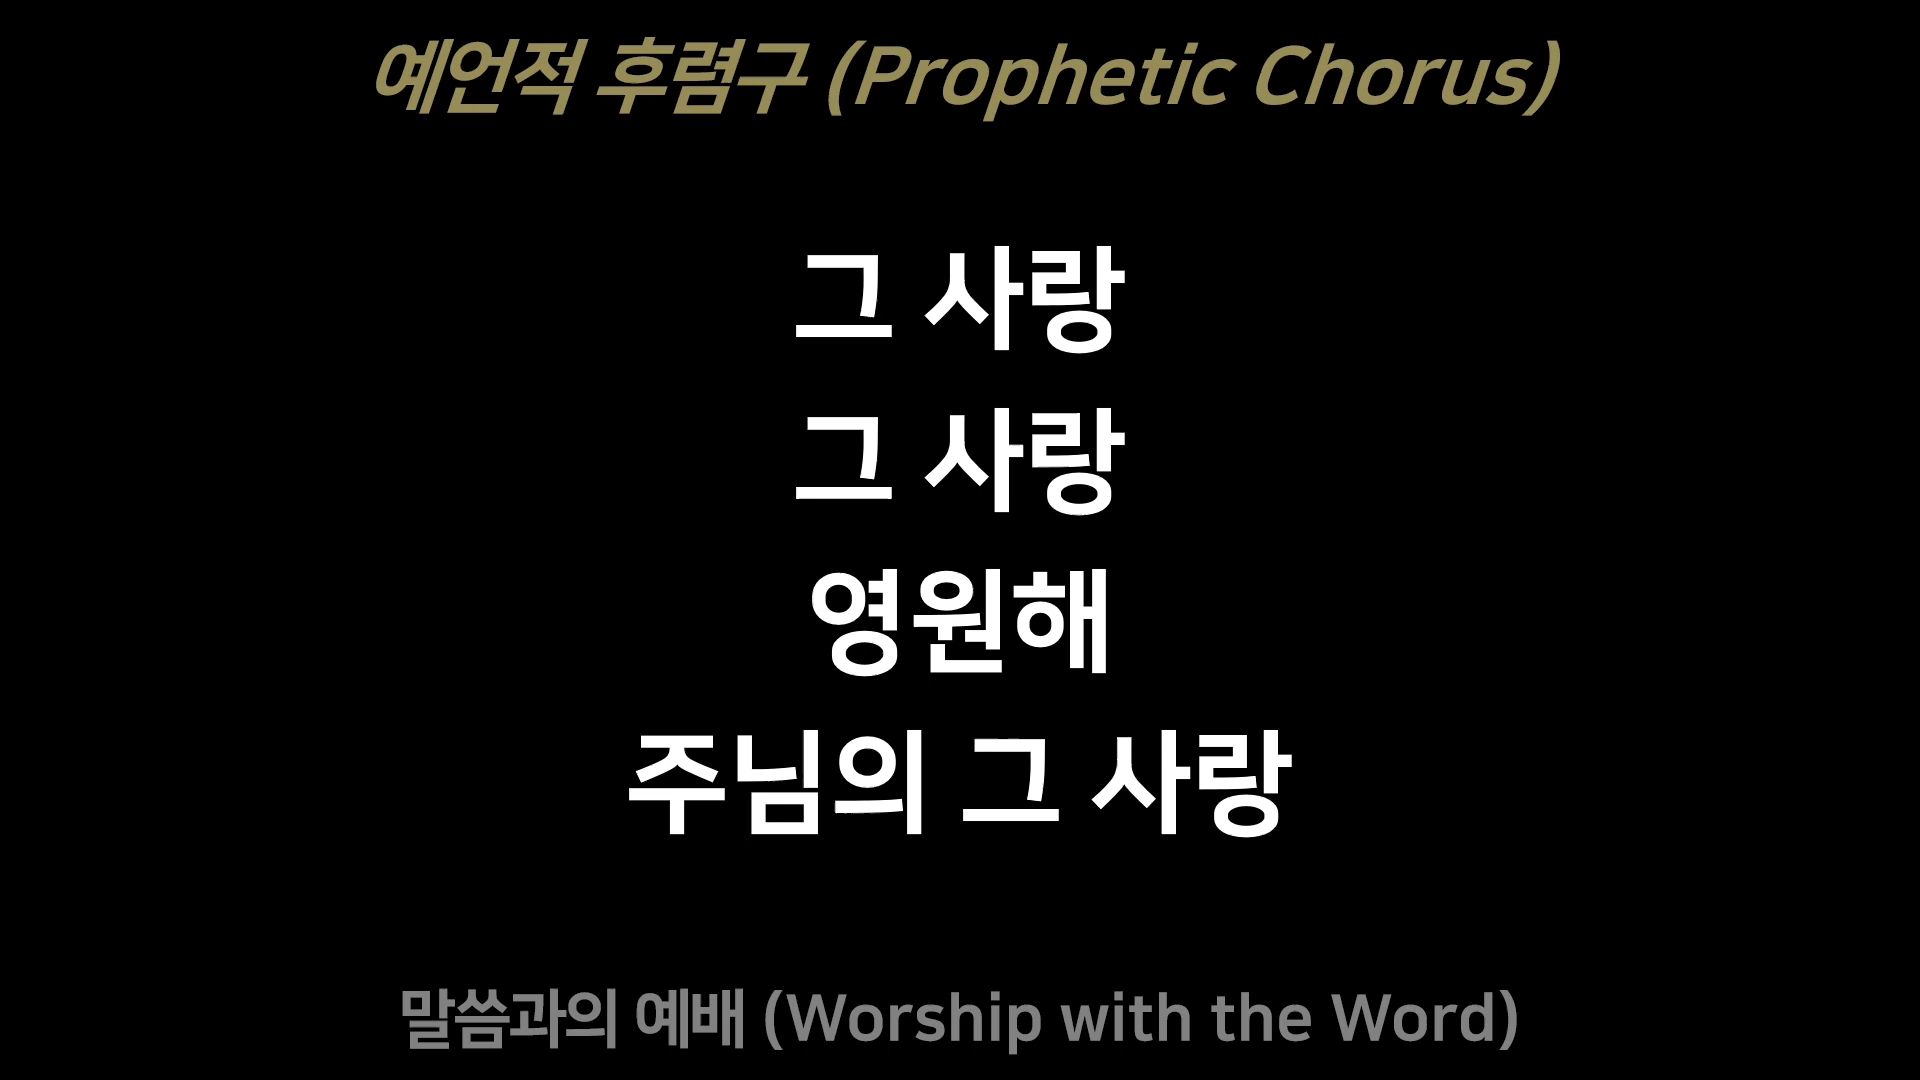 예언적 후렴구 (Prophetic Chorus)
그 사랑
그 사랑
영원해
주님의 그 사랑
말씀과의 예배 (Worship with the Word)